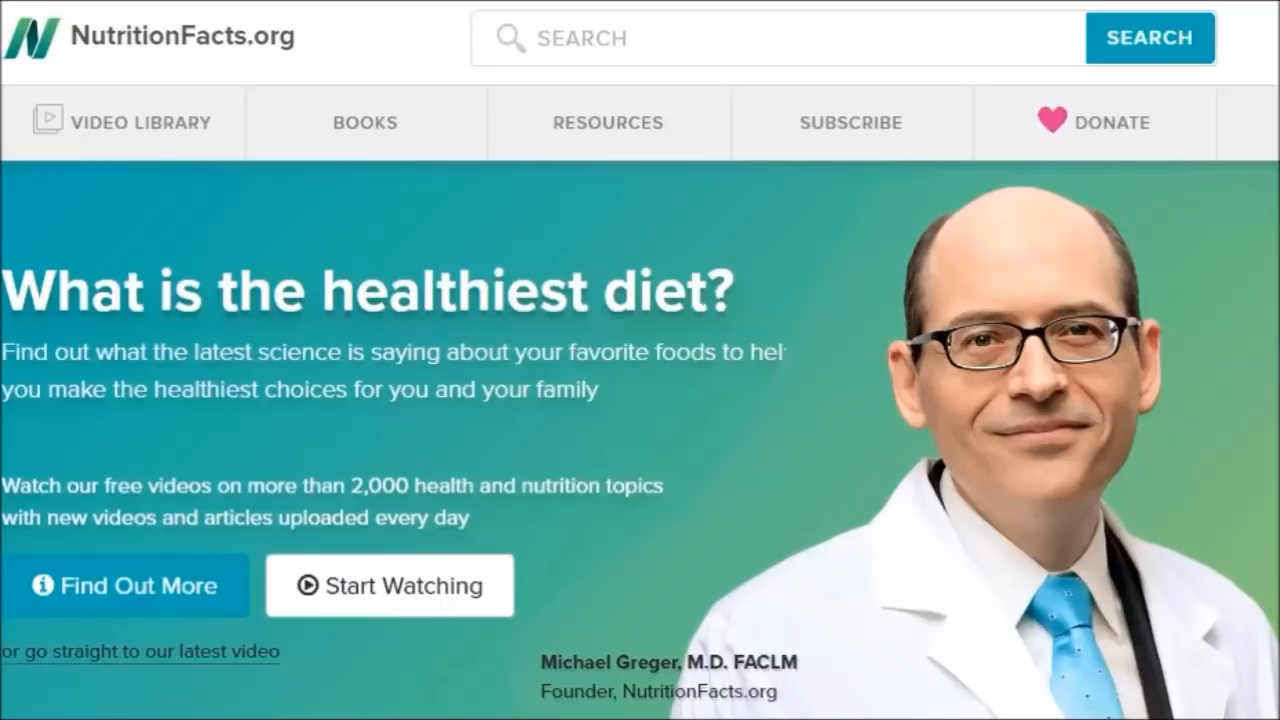 NutritionFacts.org
SEARCH
SEARCH
VIDEO LIBRARY
BOOKS
RESOURCES
SUBSCRIBE
DONATE
What is the healthiest diet?
Find out what the latest science is saying about your favorite foods to hel
you make the healthiest choices for you and your family
Watch our free videos on more than 2,000 health and nutrition topics
with new videos and articles uploaded every day
Find Out More
Start Watching
or go straight to our latest video
Michael Greger, M.D. FACLM
Founder, NutritionFacts.org